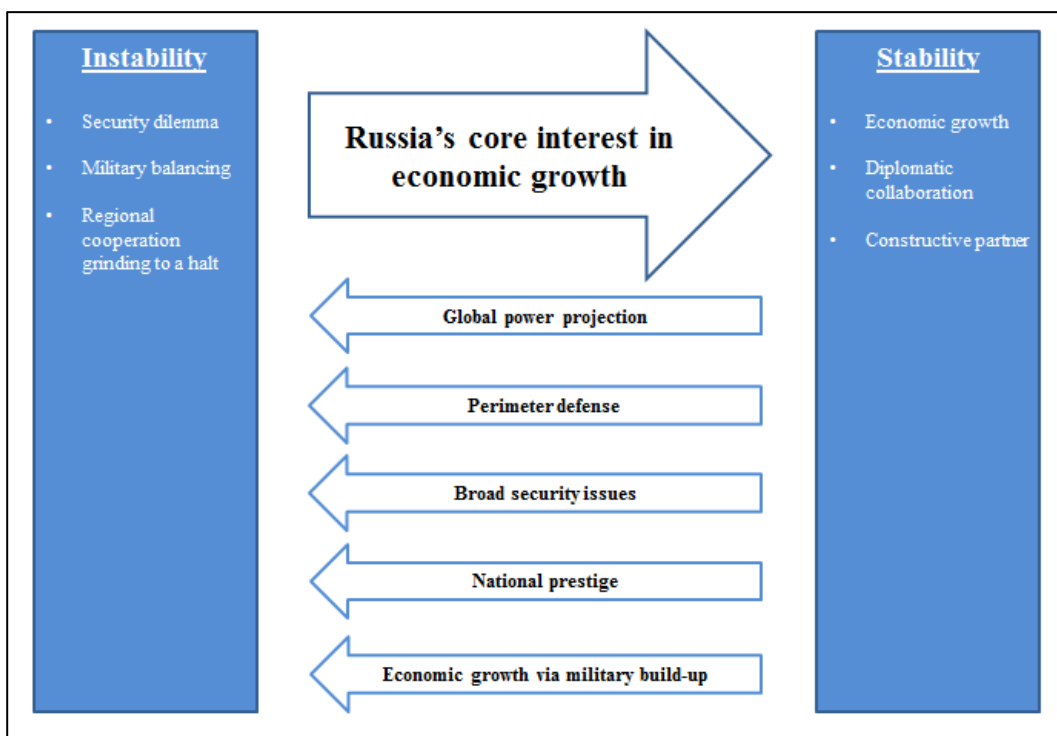 Instability
• Security dilemma
• Military balancing
• Regional
cooperation
grinding to a halt
Russia’s core interest in
economic growth
Global power projection
Perimeter defense
Broad security issues
National prestige
Economic growth via military build-up
Stability
• Economic growth
• Diplomatic
collaboration
• Constructive partner